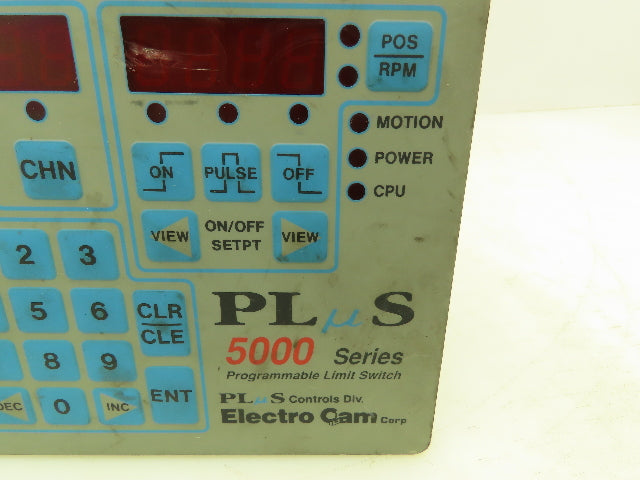 POS
RPM
MOTION
POWER
CPU
CHN
ON
PULSE
OFF
VIEW
ON/OFF
SETPT
VIEW
2 3
5 6
CLR
CLE
8 9
DEC 0 INC
ENT
PLμS
5000 Series
Programmable Limit Switch
PLμS Controls Div.
Electro Cam Corp